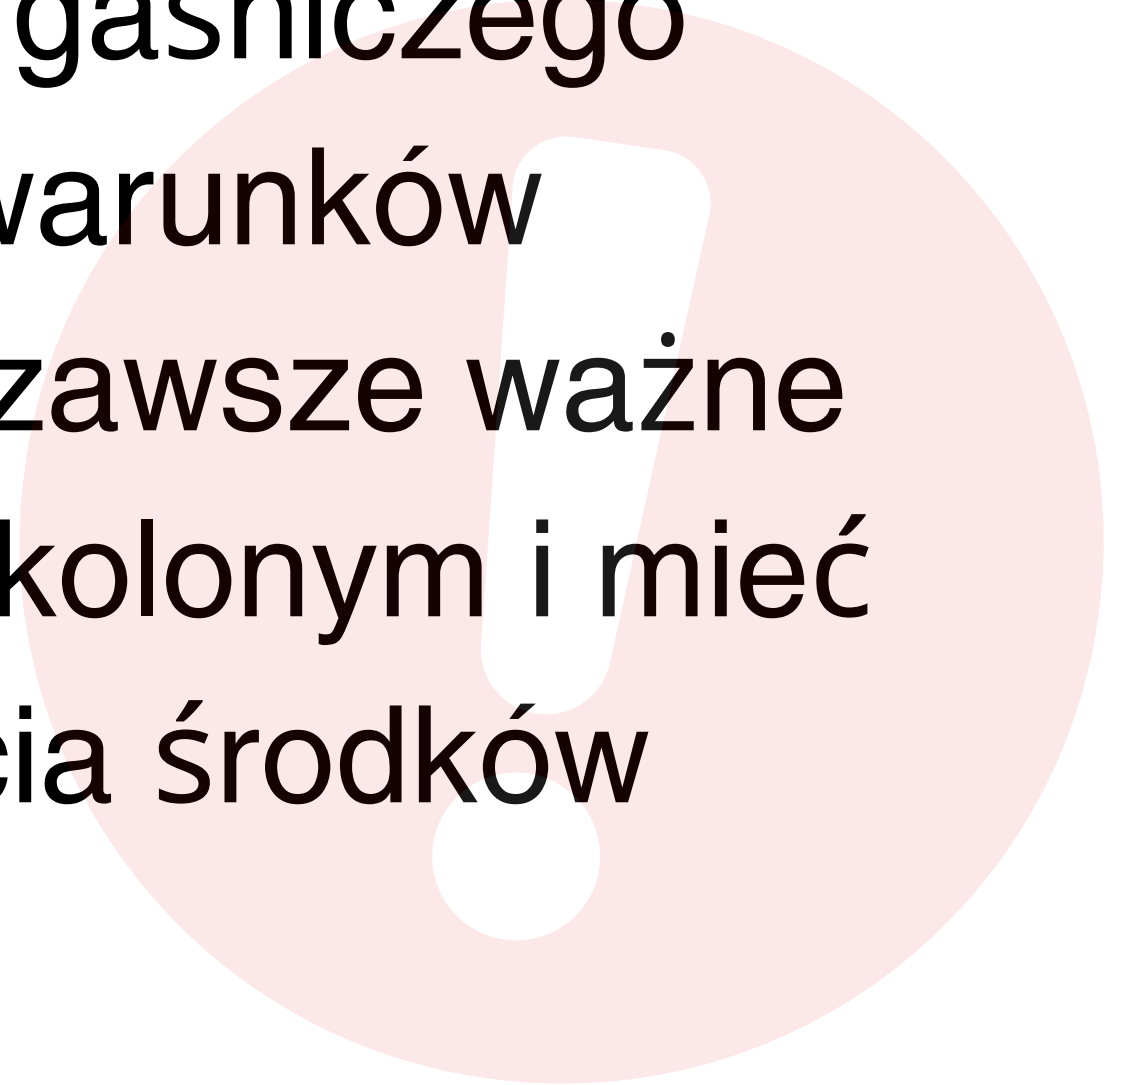 gaśniczego
warunków
zawsze ważne
kolonym i mieć
cia środków